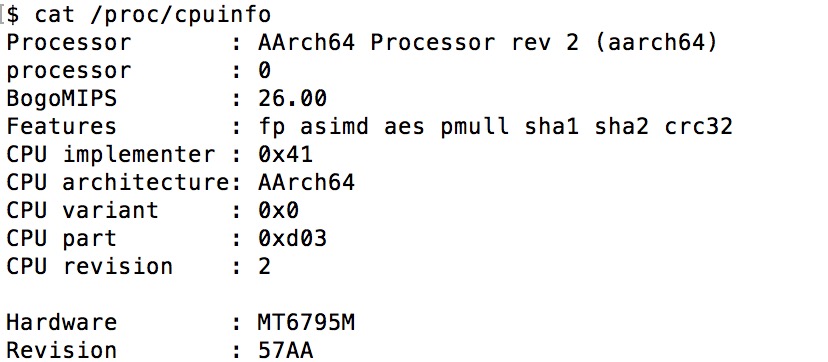 $ cat /proc/cpuinfo
Processor       : AArch64 Processor rev 2 (aarch64)
processor       : 0
BogoMIPS        : 26.00
Features        : fp asimd aes pmull sha1 sha2 crc32
CPU implementer : 0x41
CPU architecture: AArch64
CPU variant     : 0x0
CPU part        : 0xd03
CPU revision    : 2

Hardware        : MT6795M
Revision        : 57AA